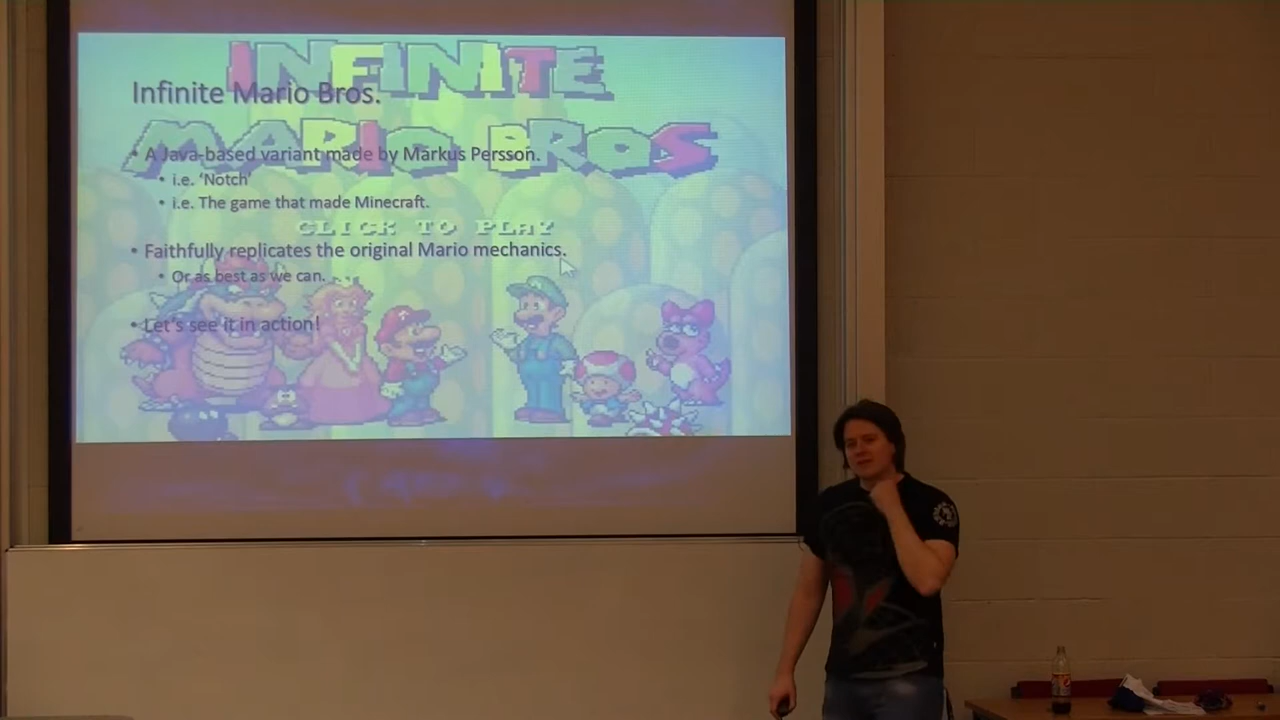 INFINITE
Infinite Mario Bros.
MARIO BROS
• A Java-based variant made by Markus Persson.
• i.e. ‘Notch’
• i.e. The game that made Minecraft.
CLICK TO PLAY
• Faithfully replicates the original Mario mechanics.
• Or as best as we can.
• Let’s see it in action!